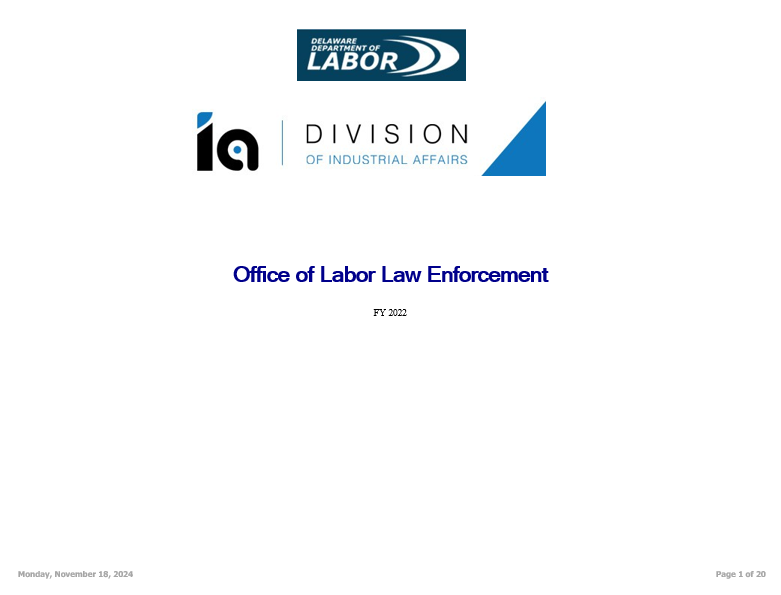 DELAWARE
DEPARTMENT OF
LABOR
ia
DIVISION
OF INDUSTRIAL AFFAIRS
Office of Labor Law Enforcement
FY 2022
Monday, November 18, 2024
Page 1 of 20